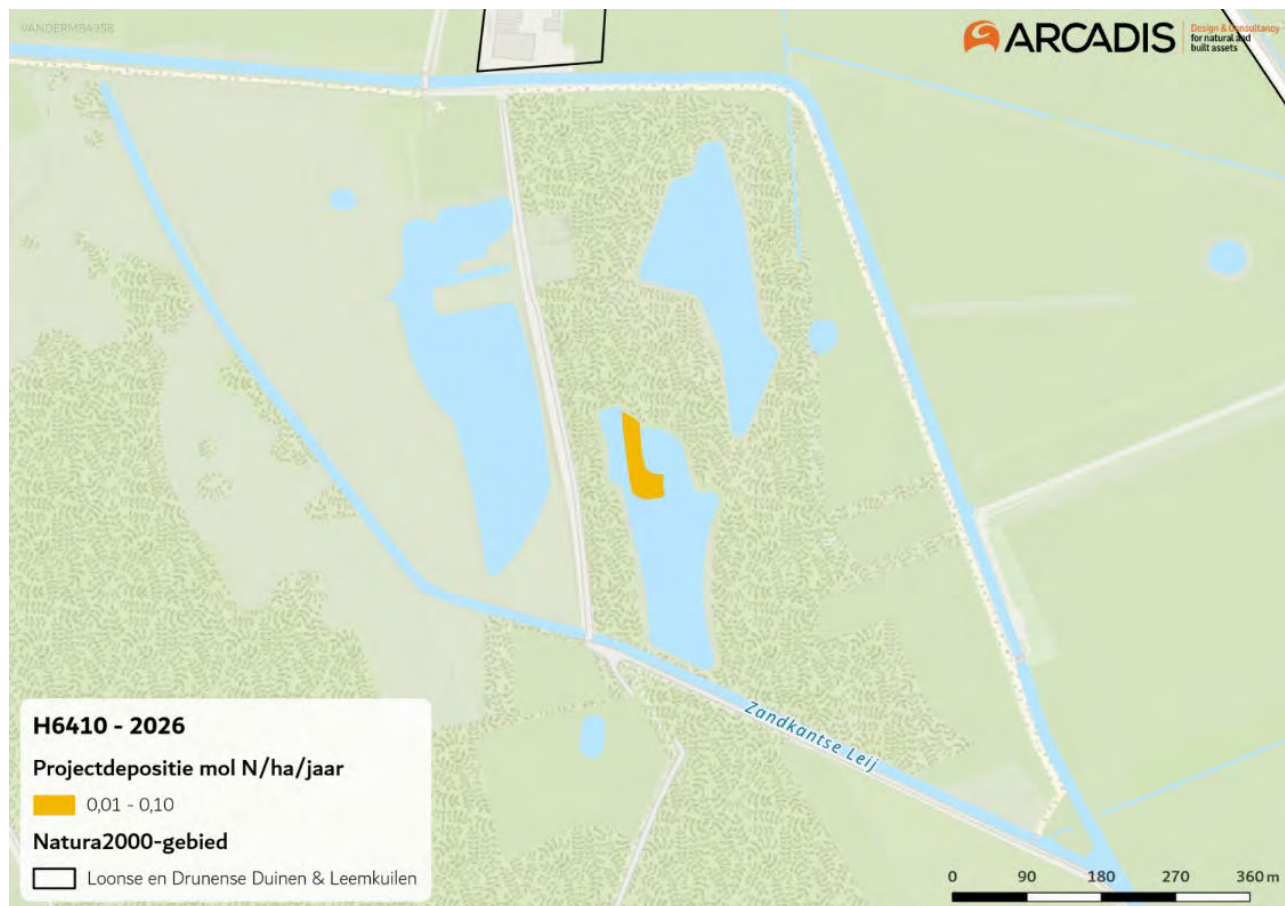 VANDERMBA9356
ARCADIS
Design & Consultancy
for natural and
built assets
Zandkantse Leij
H6410 - 2026
Projectdepositie mol N/ha/jaar
0,01 - 0,10
Natura2000-gebied
Loonse en Drunense Duinen & Leemkuilen
0 90 180 270 360 m